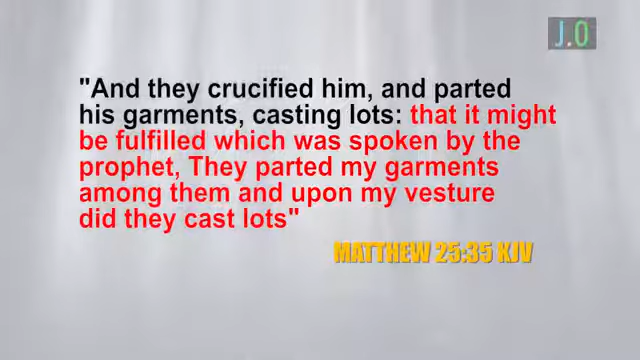 J.O
"And they crucified him, and parted
his garments, casting lots: that it might
be fulfilled which was spoken by the
prophet, They parted my garments
among them and upon my vesture
did they cast lots"
MATTHEW 25:35 KJV